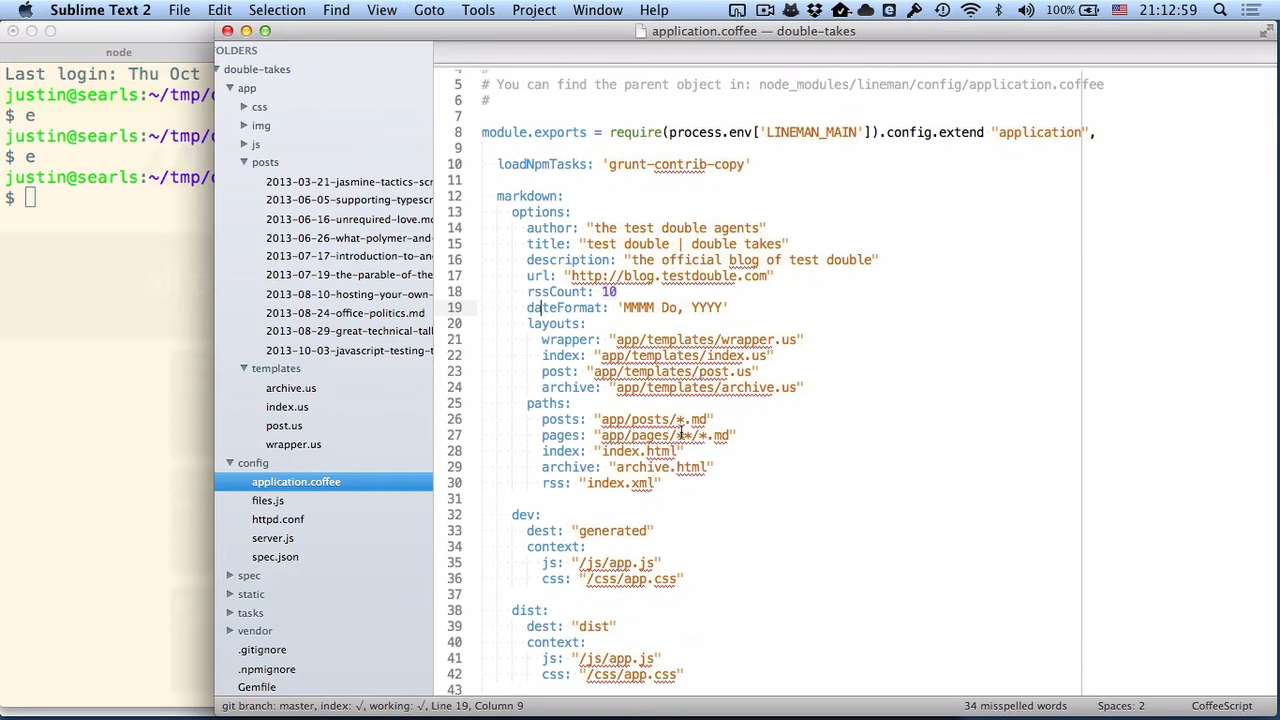 Sublime Text 2 File Edit Selection Find View Goto Tools Project Window Help 100% 21:12:59
node
application.coffee — double-takes
Last login: Thu Oct
justin@searls:~/tmp/
$ e
justin@searls:~/tmp/
$ e
justin@searls:~/tmp/
$
FOLDERS
double-takes
app
css
img
js
posts
2013-03-21-jasmine-tactics-scr
2013-06-05-supporting-typescr
2013-06-16-unrequired-love.mc
2013-06-26-what-polymer-and-
2013-07-17-introduction-to-an
2013-07-19-the-parable-of-the
2013-08-10-hosting-your-own-
2013-08-24-office-politics.md
2013-08-29-great-technical-tall
2013-10-03-javascript-testing-t
templates
archive.us
index.us
post.us
wrapper.us
config
application.coffee
files.js
httpd.conf
server.js
spec.json
spec
static
tasks
vendor
.gitignore
.npmignore
Gemfile
4 #
5 # You can find the parent object in: node_modules/lineman/config/application.coffee
6 #
7
8 module.exports = require(process.env['LINEMAN_MAIN']).config.extend "application",
9
10 loadNpmTasks: 'grunt-contrib-copy'
11
12 markdown:
13 options:
14 author: "the test double agents"
15 title: "test double | double takes"
16 description: "the official blog of test double"
17 url: "http://blog.testdouble.com"
18 rssCount: 10
19 dateFormat: 'MMMM Do, YYYY'
20 layouts:
21 wrapper: "app/templates/wrapper.us"
22 index: "app/templates/index.us"
23 post: "app/templates/post.us"
24 archive: "app/templates/archive.us"
25 paths:
26 posts: "app/posts/*.md"
27 pages: "app/pages/**/*.md"
28 index: "index.html"
29 archive: "archive.html"
30 rss: "index.xml"
31
32 dev:
33 dest: "generated"
34 context:
35 js: "/js/app.js"
36 css: "/css/app.css"
37
38 dist:
39 dest: "dist"
40 context:
41 js: "/js/app.js"
42 css: "/css/app.css"
43
git branch: master, index: √, working: √, Line 19, Column 9 34 misspelled words Spaces: 2 CoffeeScript